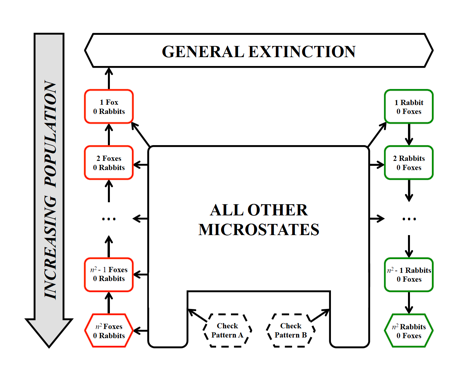 GENERAL EXTINCTION
INCREASING POPULATION
1 Fox
0 Rabbits
2 Foxes
0 Rabbits
...
n² - 1 Foxes
0 Rabbits
n² Foxes
0 Rabbits
ALL OTHER
MICROSTATES
Check
Pattern A
Check
Pattern B
1 Rabbit
0 Foxes
2 Rabbits
0 Foxes
...
n² - 1 Rabbits
0 Foxes
n² Rabbits
0 Foxes